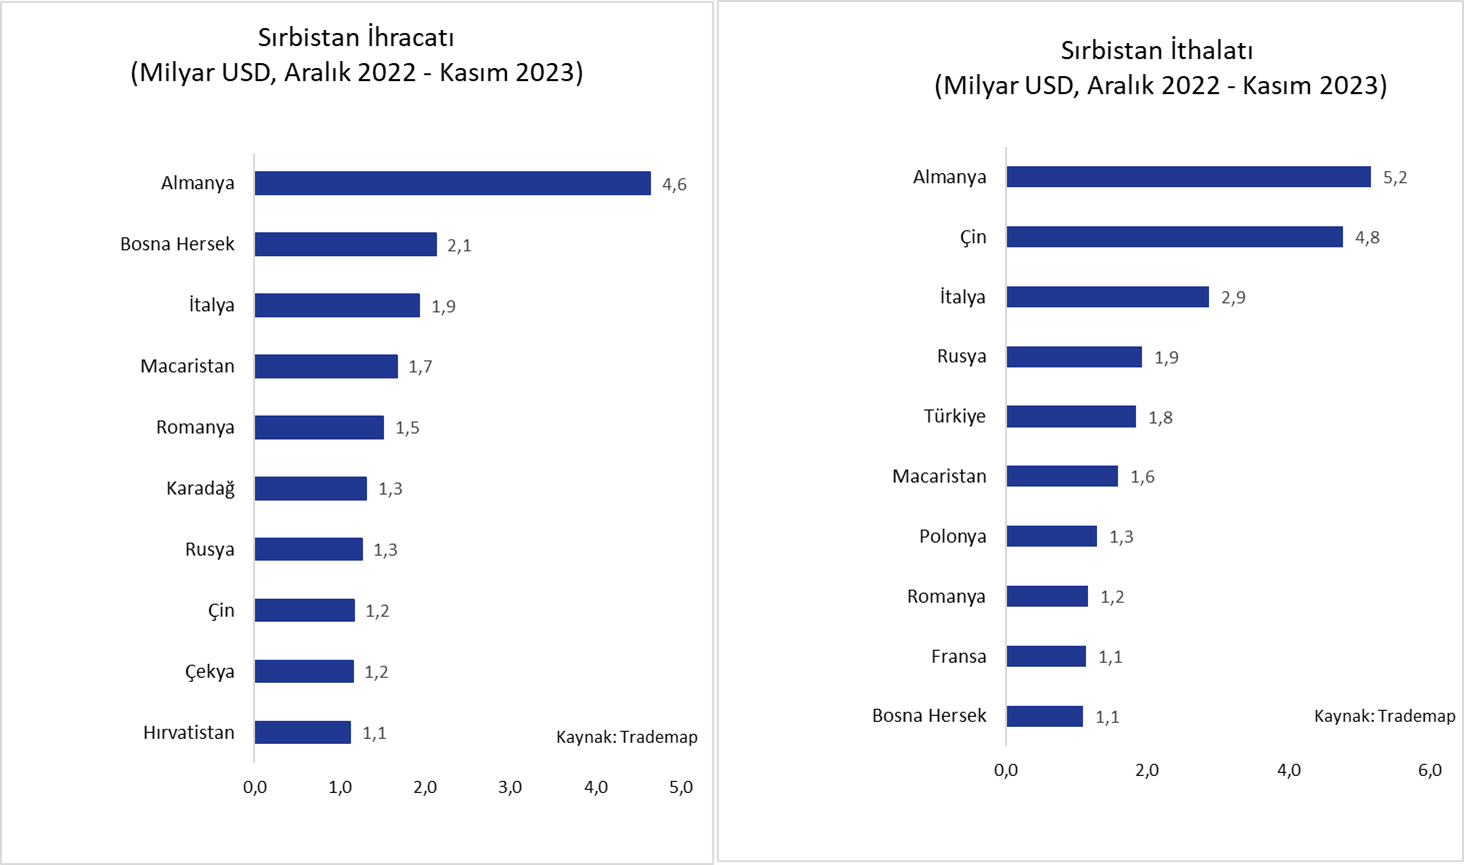 Sırbistan İhracatı
(Milyar USD, Aralık 2022 - Kasım 2023)
Almanya 4,6
Bosna Hersek 2,1
İtalya 1,9
Macaristan 1,7
Romanya 1,5
Karadağ 1,3
Rusya 1,3
Çin 1,2
Çekya 1,2
Hırvatistan 1,1
Kaynak: Trademap
0,0 1,0 2,0 3,0 4,0 5,0
Sırbistan İthalatı
(Milyar USD, Aralık 2022 - Kasım 2023)
Almanya 5,2
Çin 4,8
İtalya 2,9
Rusya 1,9
Türkiye 1,8
Macaristan 1,6
Polonya 1,3
Romanya 1,2
Fransa 1,1
Bosna Hersek 1,1
Kaynak: Trademap
0,0 2,0 4,0 6,0